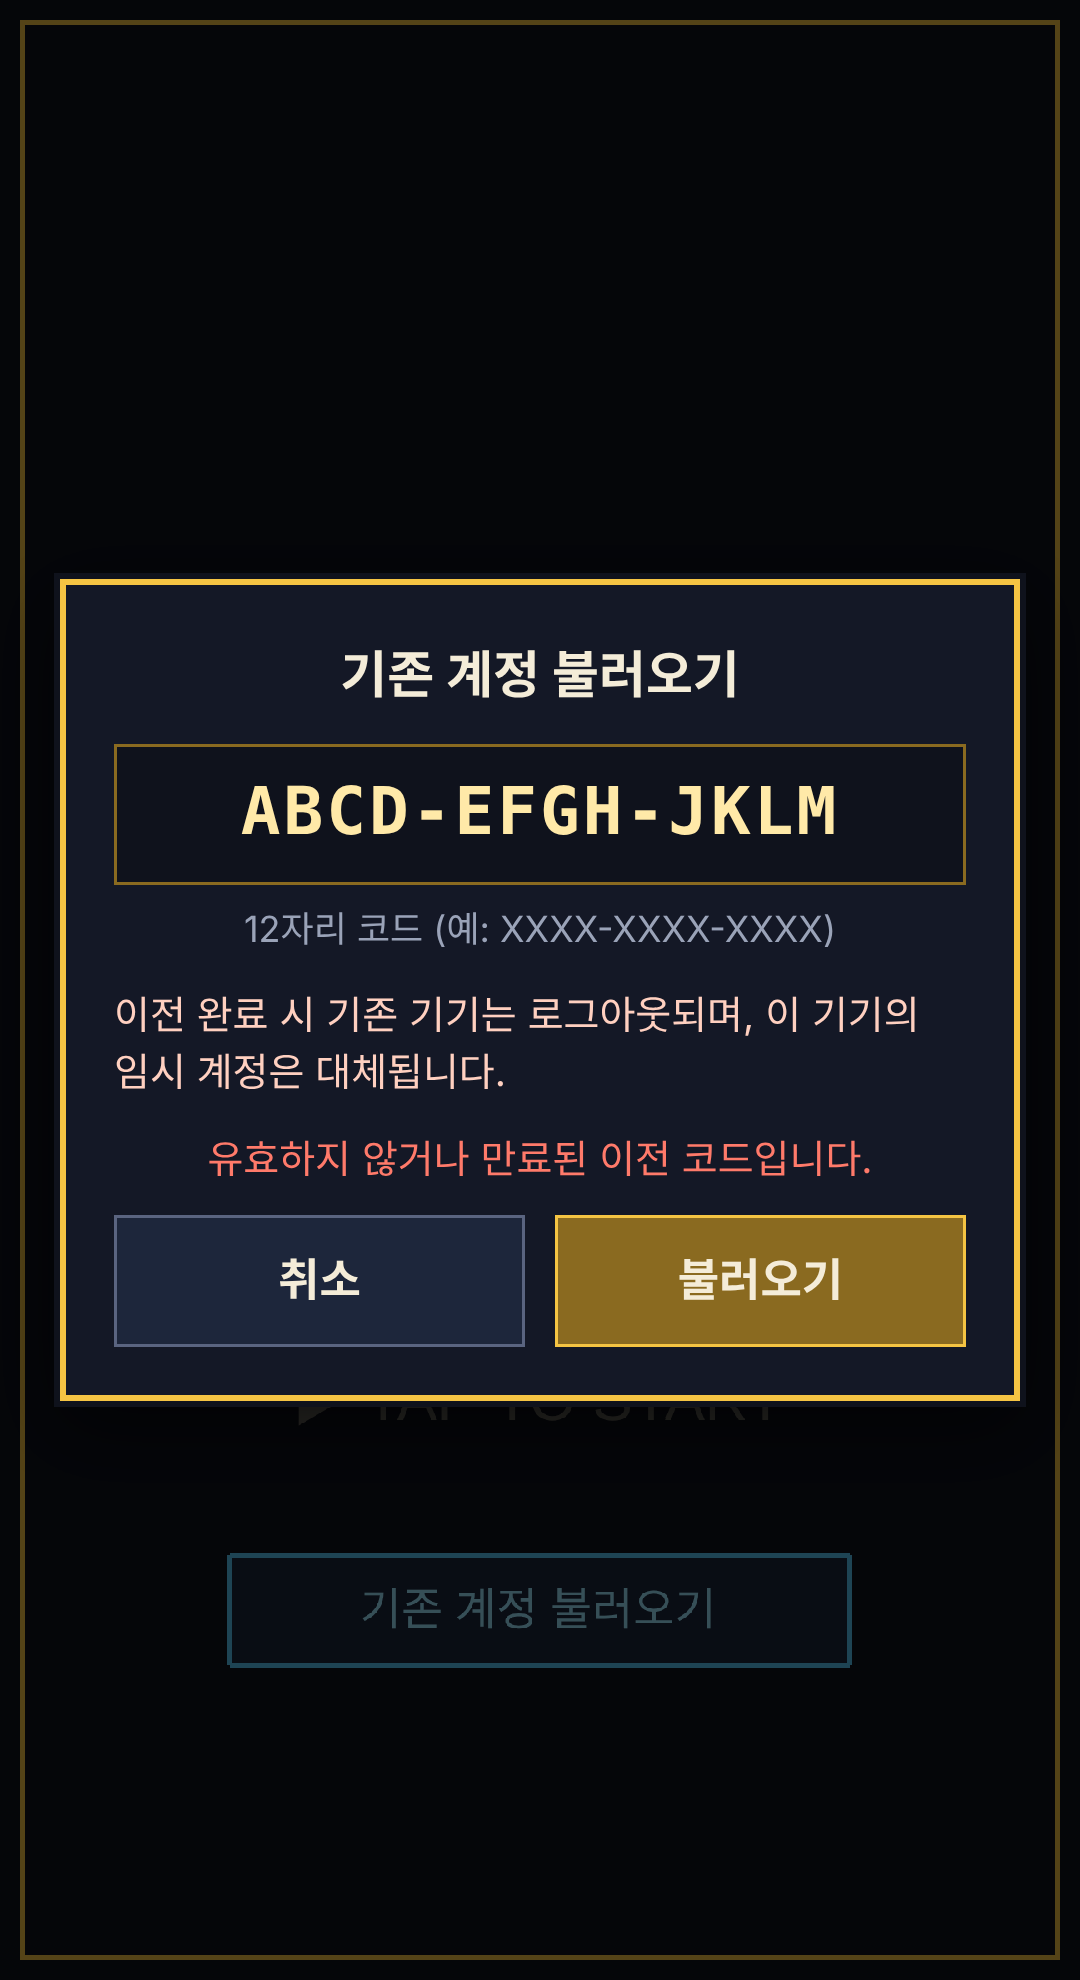 기존 계정 불러오기
ABCD-EFGH-JKLM
12자리 코드 (예: XXXX-XXXX-XXXX)
이전 완료 시 기존 기기는 로그아웃되며, 이 기기의
임시 계정은 대체됩니다.
유효하지 않거나 만료된 이전 코드입니다.
취소
불러오기
▶ TAP TO START
기존 계정 불러오기